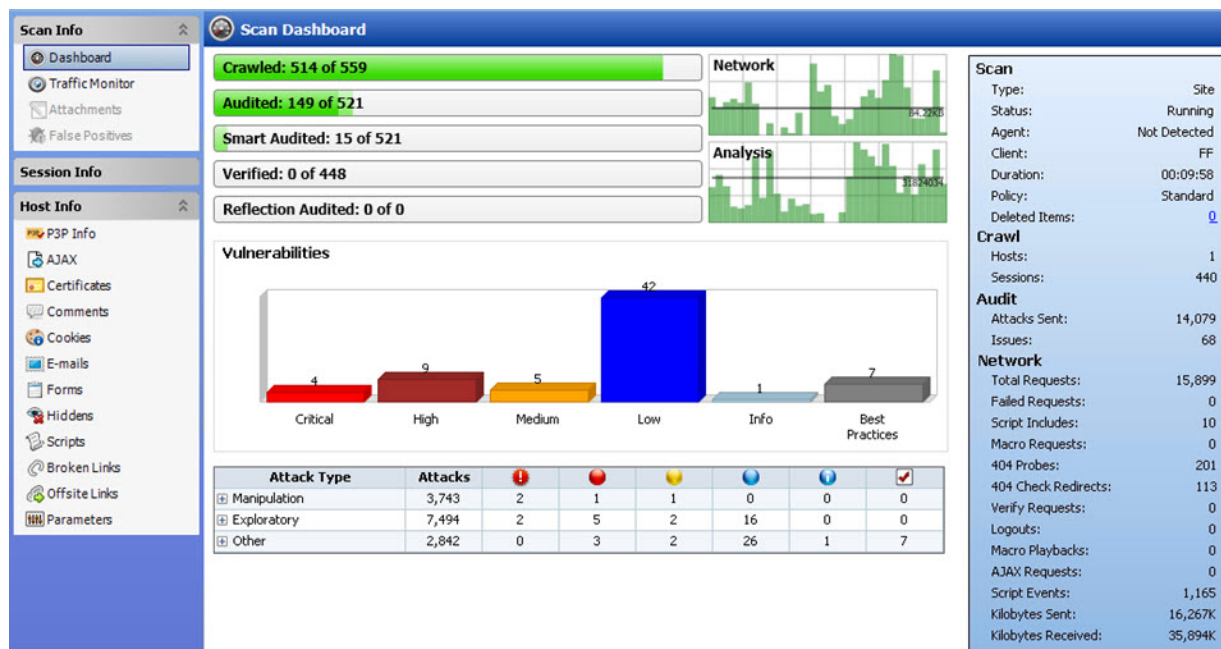 Scan Info
Dashboard
Traffic Monitor
Attachments
False Positives
Session Info
Host Info
P3P Info
AJAX
Certificates
Comments
Cookies
E-mails
Forms
Hiddens
Scripts
Broken Links
Offsite Links
Parameters
Scan Dashboard
Crawled: 514 of 559
Audited: 149 of 521
Smart Audited: 15 of 521
Verified: 0 of 448
Reflection Audited: 0 of 0
Network
84.22KB
Analysis
31824034
Vulnerabilities
4 9 5 42 1 7
Critical High Medium Low Info Best
Practices
Attack Type Attacks
Manipulation 3,743 2 1 1 0 0 0
Exploratory 7,494 2 5 2 16 0 0
Other 2,842 0 3 2 26 1 7
Scan
Type: Site
Status: Running
Agent: Not Detected
Client: FF
Duration: 00:09:58
Policy: Standard
Deleted Items: 0
Crawl
Hosts: 1
Sessions: 440
Audit
Attacks Sent: 14,079
Issues: 68
Network
Total Requests: 15,899
Failed Requests: 0
Script Includes: 10
Macro Requests: 0
404 Probes: 201
404 Check Redirects: 113
Verify Requests: 0
Logouts: 0
Macro Playbacks: 0
AJAX Requests: 0
Script Events: 1,165
Kilobytes Sent: 16,267K
Kilobytes Received: 35,894K